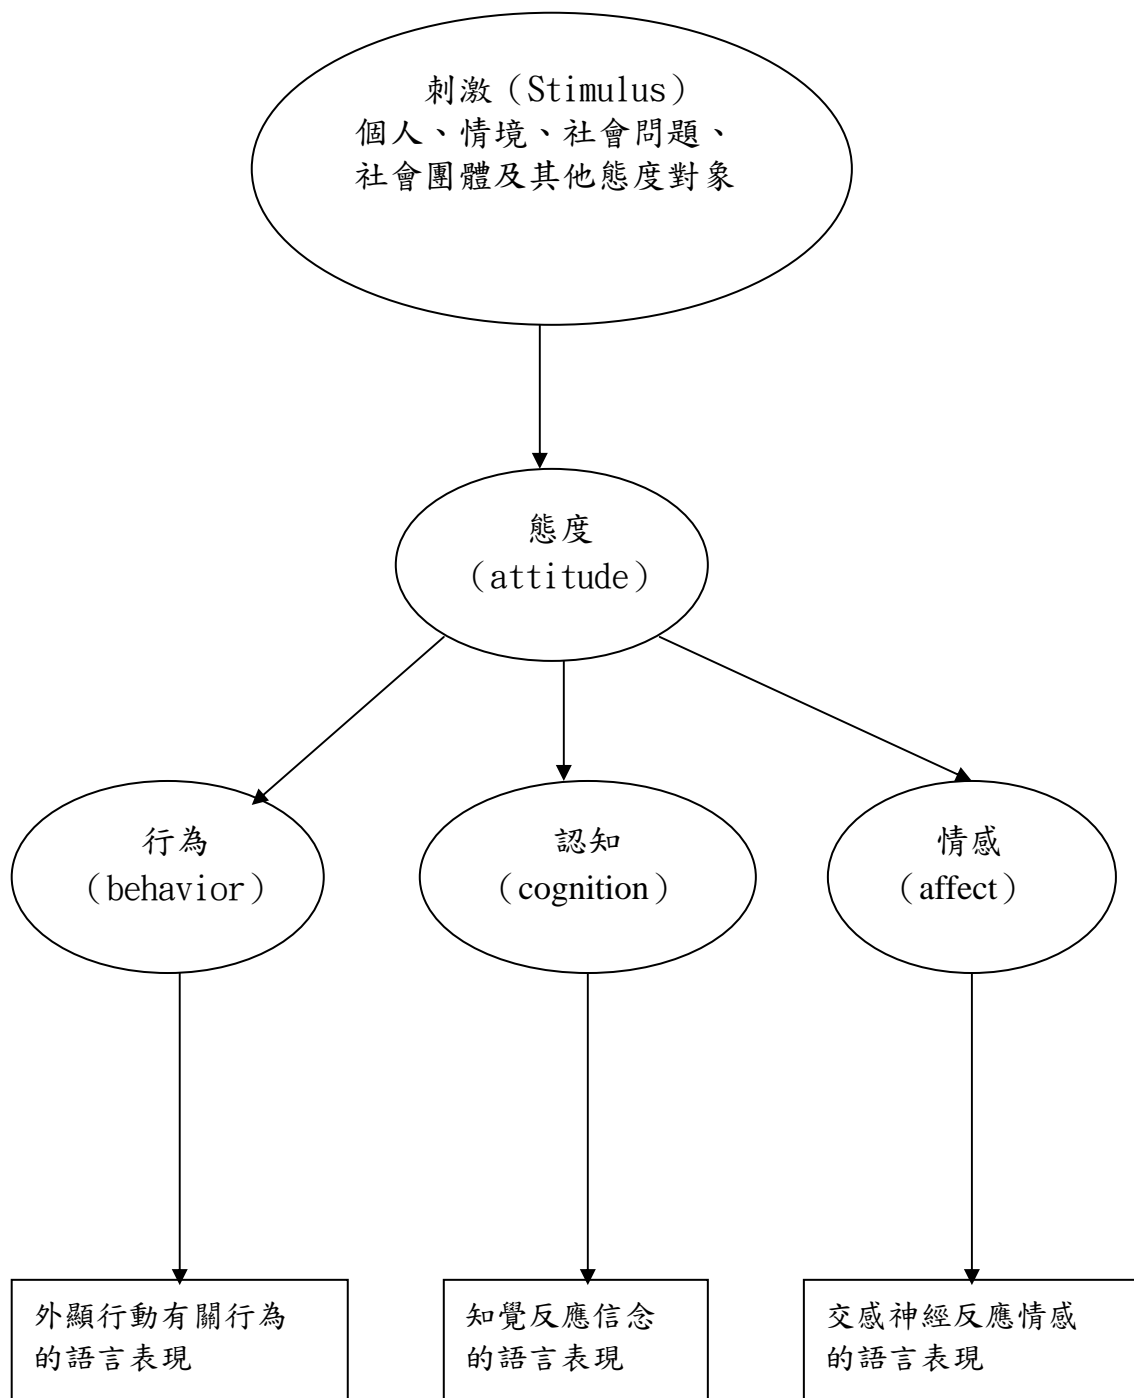 刺激（Stimulus）
個人、情境、社會問題、
社會團體及其他態度對象
態度
（attitude）
行為
（behavior）
認知
（cognition）
情感
（affect）
外顯行動有關行為
的語言表現
知覺反應信念
的語言表現
交感神經反應情感
的語言表現